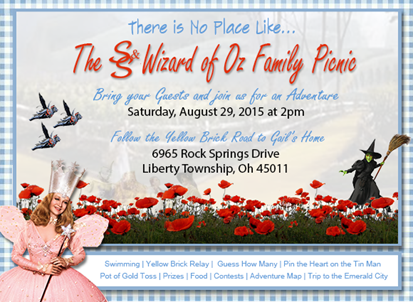 There is No Place Like...
The S&S Wizard of Oz Family Picnic
Bring your Guests and join us for an Adventure
Saturday, August 29, 2015 at 2pm
Follow the Yellow Brick Road to Gail's Home
6965 Rock Springs Drive
Liberty Township, Oh 45011
Swimming | Yellow Brick Relay | Guess How Many | Pin the Heart on the Tin Man
Pot of Gold Toss | Prizes | Food | Contests | Adventure Map | Trip to the Emerald City